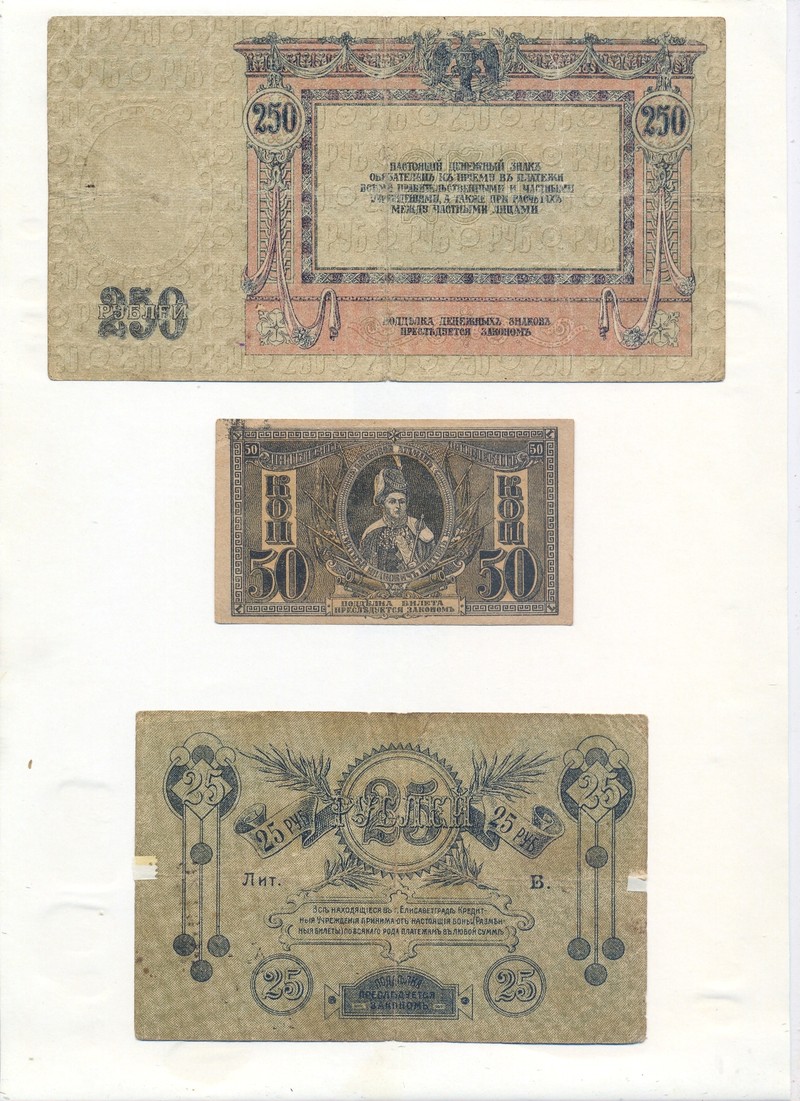 250
250
НАСТОЯЩІЙ ДЕНЕЖНЫЙ ЗНАКЪ
ОБЯЗАТЕЛЕНЪ КЪ ПРІЕМУ ВЪ ПЛАТЕЖИ
ВСѢМИ ПРАВИТЕЛЬСТВЕННЫМИ И ЧАСТНЫМИ
УЧРЕЖДЕНІЯМИ, А ТАКЖЕ ПРИ РАСЧЕТАХЪ
МЕЖДУ ЧАСТНЫМИ ЛИЦАМИ
250
РУБЛЕЙ
ПОДДѢЛКА ДЕНЕЖНЫХЪ ЗНАКОВЪ
ПРЕСЛѢДУЕТСЯ ЗАКОНОМЪ
50
50
КОП
КОП
50
50
ПОДДѢЛКА БИЛЕТА
ПРЕСЛѢДУЕТСЯ ЗАКОНОМЪ
25
25
25
РУБЛЕЙ
25 РУБ
25 РУБ.
Лит.
В.
ВСѢ НАХОДЯЩІЕСЯ ВЪ Г. ЕЛИСАВЕТГРАДѢ КРЕДИТ-
НЫЯ УЧРЕЖДЕНІЯ ПРИНИМАЮТЪ НАСТОЯЩІЯ БОНЫ (РАЗМѢН-
НЫЯ БИЛЕТЫ) ПО ВСЯКАГО РОДА ПЛАТЕЖАМЪ ВЪ ЛЮБОЙ СУММѢ
25
25
ПОДДѢЛКА
ПРЕСЛѢДУЕТСЯ
ЗАКОНОМЪ